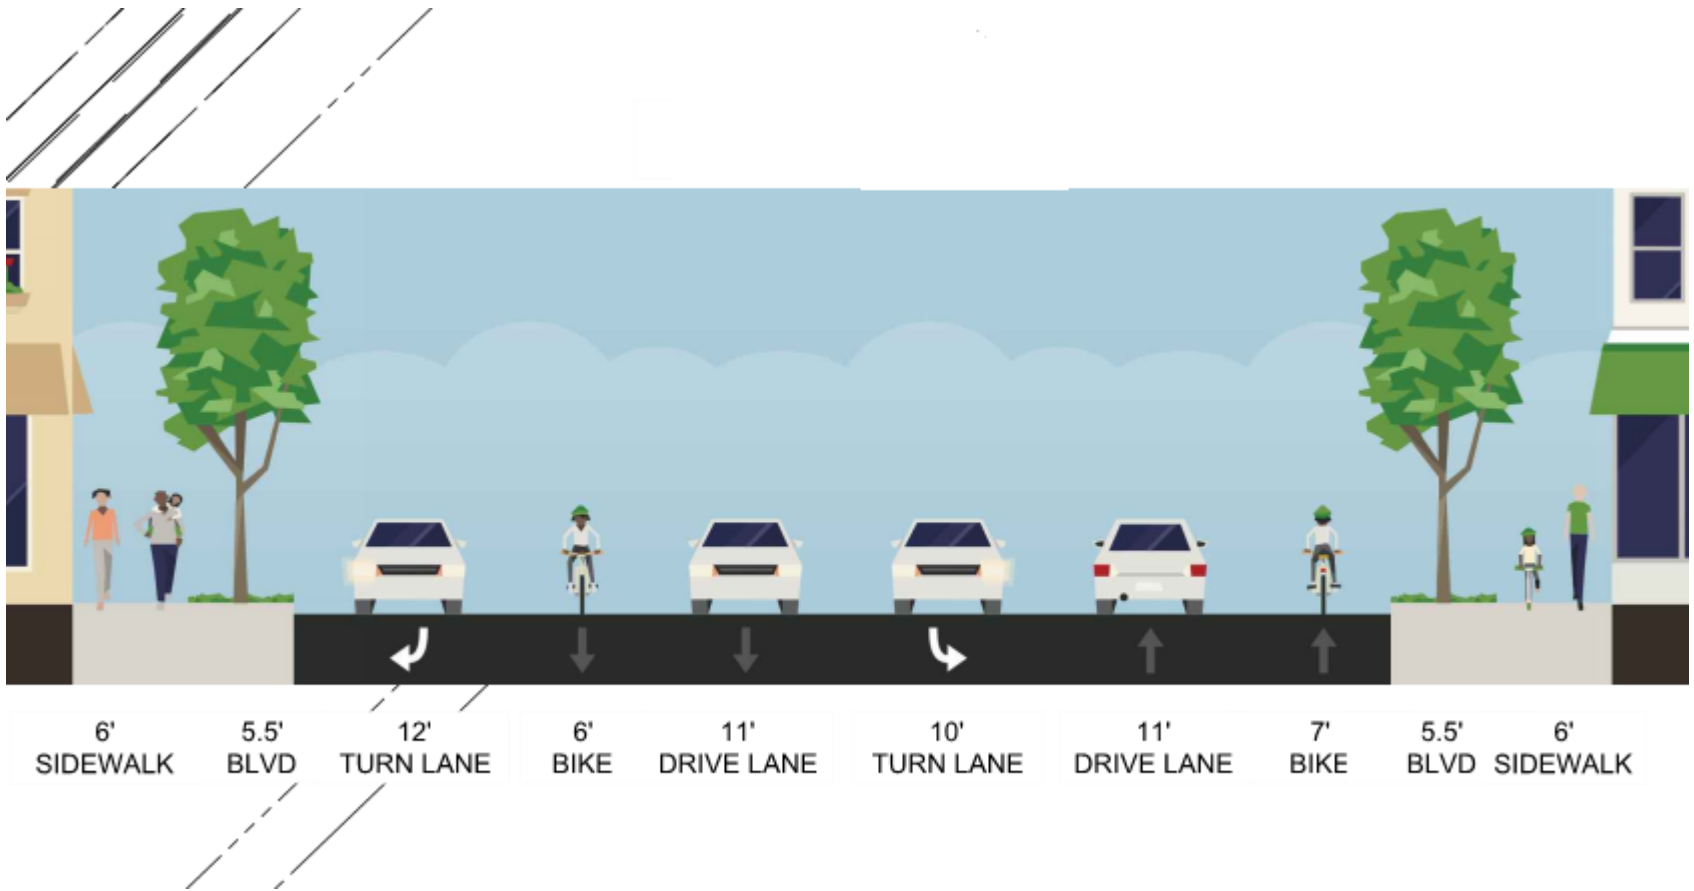 6'
SIDEWALK
5.5'
BLVD
12'
TURN LANE
6'
BIKE
11'
DRIVE LANE
10'
TURN LANE
11'
DRIVE LANE
7'
BIKE
5.5'
BLVD
6'
SIDEWALK